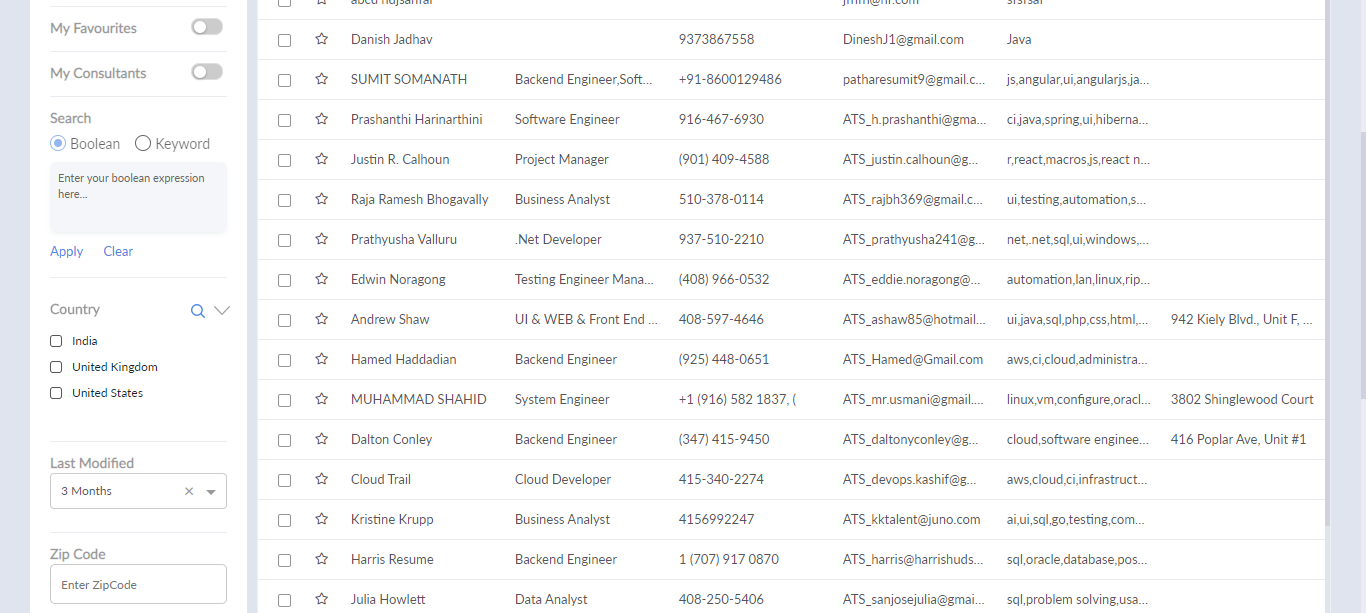 My Favourites
My Consultants
Search
Boolean Keyword
Enter your boolean expression
here...
Apply Clear
Country
India
United Kingdom
United States
Last Modified
3 Months
Zip Code
Enter ZipCode
Danish Jadhav 9373867558 DineshJ1@gmail.com Java
SUMIT SOMANATH Backend Engineer,Soft... +91-8600129486 patharesumit9@gmail.c... js,angular,ui,angularjs,ja...
Prashanthi Harinarthini Software Engineer 916-467-6930 ATS_h.prashanthi@gma... ci,java,spring,ui,hiberna...
Justin R. Calhoun Project Manager (901) 409-4588 ATS_justin.calhoun@g... r,react,macros,js,react n...
Raja Ramesh Bhogavally Business Analyst 510-378-0114 ATS_rajbh369@gmail.c... ui,testing,automation,s...
Prathyusha Valluru .Net Developer 937-510-2210 ATS_prathyusha241@g... net,.net,sql,ui,windows,...
Edwin Noragong Testing Engineer Mana... (408) 966-0532 ATS_eddie.noragong@... automation,lan,linux,rip...
Andrew Shaw UI & WEB & Front End ... 408-597-4646 ATS_ashaw85@hotmail... ui,java,sql,php,css,html,... 942 Kiely Blvd., Unit F, ...
Hamed Haddadian Backend Engineer (925) 448-0651 ATS_Hamed@Gmail.com aws,ci,cloud,administra...
MUHAMMAD SHAHID System Engineer +1 (916) 582 1837, ( ATS_mr.usmani@gmail.... linux,vm,configure,oracl... 3802 Shinglewood Court
Dalton Conley Backend Engineer (347) 415-9450 ATS_daltonyconley@g... cloud,software enginee... 416 Poplar Ave, Unit #1
Cloud Trail Cloud Developer 415-340-2274 ATS_devops.kashif@g... aws,cloud,ci,infrastruct...
Kristine Krupp Business Analyst 4156992247 ATS_kktalent@juno.com ai,ui,sql,go,testing,com...
Harris Resume Backend Engineer 1 (707) 917 0870 ATS_harris@harrishuds... sql,oracle,database,pos...
Julia Howlett Data Analyst 408-250-5406 ATS_sanjosejulia@gmai... sql,problem solving,usa...